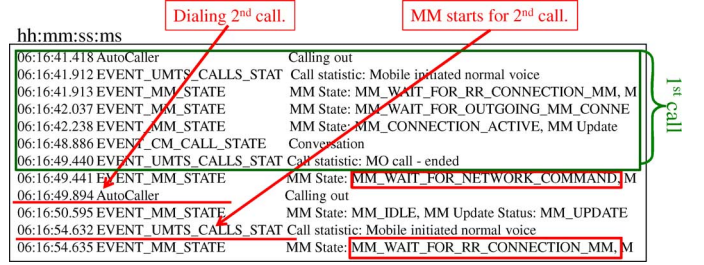 Dialing 2nd call.
MM starts for 2nd call.
hh:mm:ss:ms
06:16:41.418 AutoCaller Calling out
06:16:41.912 EVENT_UMTS_CALLS_STAT Call statistic: Mobile initiated normal voice
06:16:41.913 EVENT_MM_STATE MM State: MM_WAIT_FOR_RR_CONNECTION_MM, M
06:16:42.037 EVENT_MM_STATE MM State: MM_WAIT_FOR_OUTGOING_MM_CONNE
06:16:42.238 EVENT_MM_STATE MM State: MM_CONNECTION_ACTIVE, MM Update
06:16:48.886 EVENT_CM_CALL_STATE Conversation
06:16:49.440 EVENT_UMTS_CALLS_STAT Call statistic: MO call - ended
06:16:49.441 EVENT_MM_STATE MM State: MM_WAIT_FOR_NETWORK_COMMAND, M
06:16:49.894 AutoCaller Calling out
06:16:50.595 EVENT_MM_STATE MM State: MM_IDLE, MM Update Status: MM_UPDATE
06:16:54.632 EVENT_UMTS_CALLS_STAT Call statistic: Mobile initiated normal voice
06:16:54.635 EVENT_MM_STATE MM State: MM_WAIT_FOR_RR_CONNECTION_MM, M
1st call